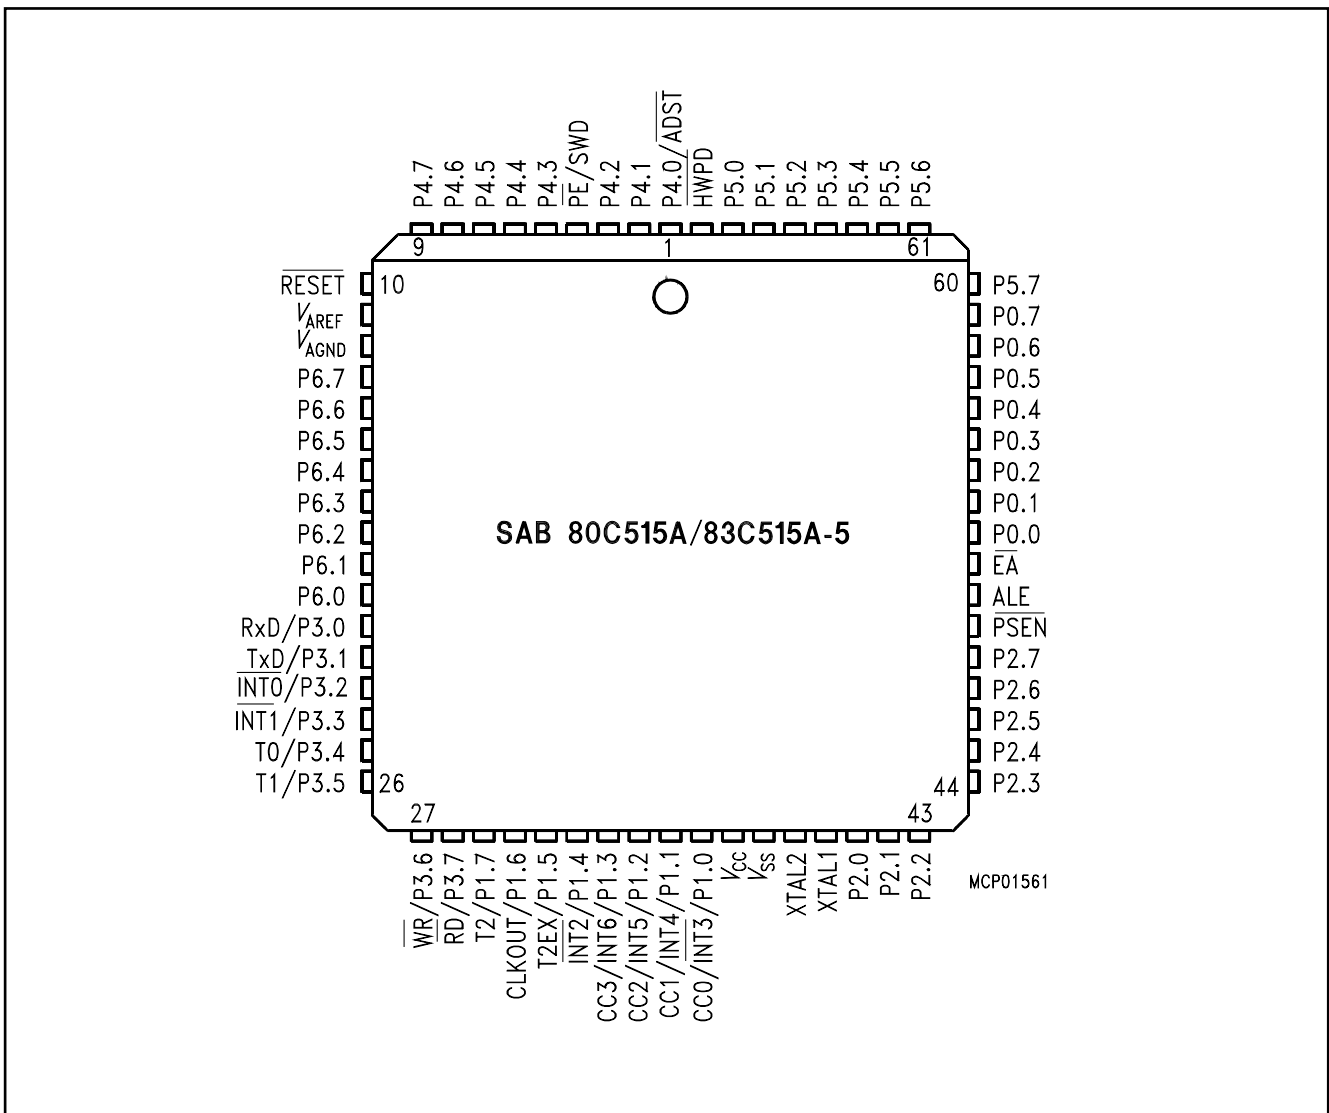 P4.7
P4.6
P4.5
P4.4
P4.3
PE/SWD
P4.2
P4.1
P4.0/ADST
HWPD
P5.0
P5.1
P5.2
P5.3
P5.4
P5.5
P5.6
9
1
61
RESET
10
60
P5.7
VAREF
P0.7
VAGND
P0.6
P6.7
P0.5
P6.6
P0.4
P6.5
P0.3
P6.4
P0.2
P6.3
P0.1
P6.2
SAB 80C515A/83C515A-5
P0.0
P6.1
EA
P6.0
ALE
RxD/P3.0
PSEN
TxD/P3.1
P2.7
INT0/P3.2
P2.6
INT1/P3.3
P2.5
T0/P3.4
P2.4
T1/P3.5
26
44
P2.3
27
43
WR/P3.6
RD/P3.7
T2/P1.7
CLKOUT/P1.6
T2EX/P1.5
INT2/P1.4
CC3/INT6/P1.3
CC2/INT5/P1.2
CC1/INT4/P1.1
CC0/INT3/P1.0
VCC
VSS
XTAL2
XTAL1
P2.0
P2.1
P2.2
MCP01561